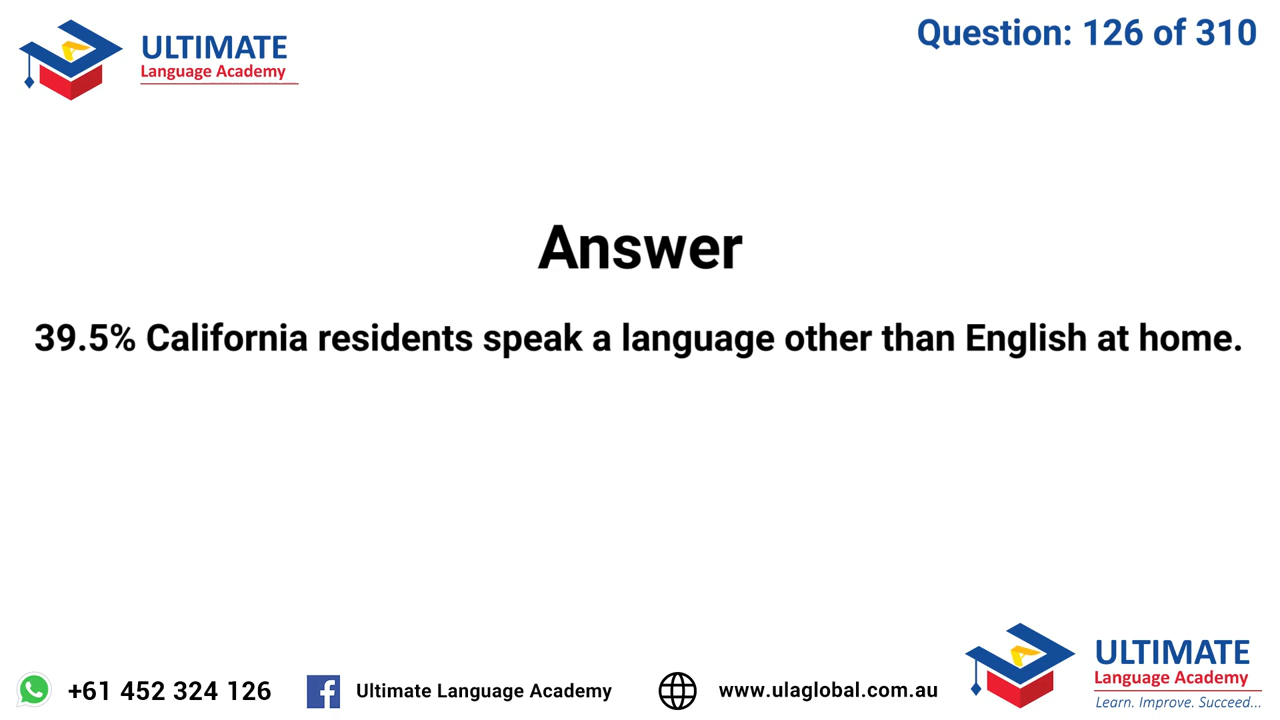 ULTIMATE
Language Academy
Question: 126 of 310
Answer
39.5% California residents speak a language other than English at home.
+61 452 324 126
Ultimate Language Academy
www.ulaglobal.com.au
ULTIMATE
Language Academy
Learn. Improve. Succeed...